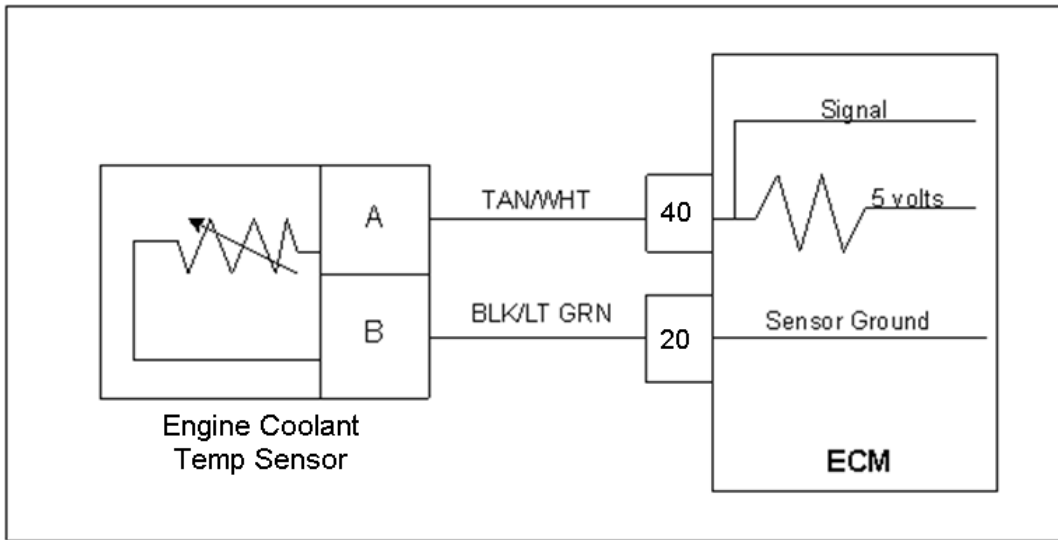 Signal
A
TAN/WHT
40
5 volts
B
BLK/LT GRN
20
Sensor Ground
Engine Coolant
Temp Sensor
ECM